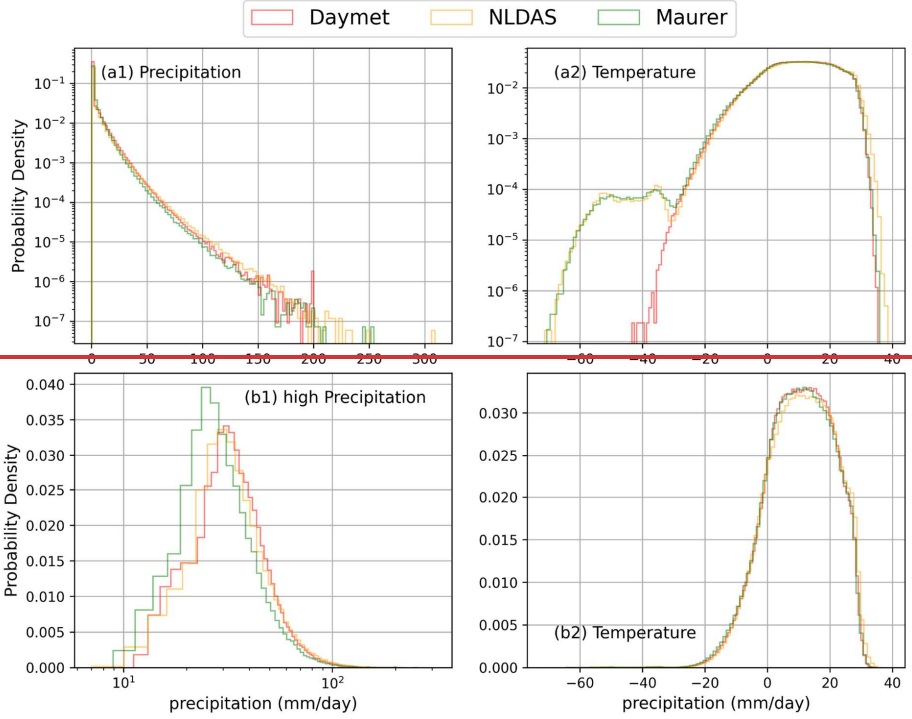 Daymet NLDAS Maurer
(a1) Precipitation
(a2) Temperature
Probability Density
10⁻¹
10⁻²
10⁻³
10⁻⁴
10⁻⁵
10⁻⁶
10⁻⁷
0 50 100 150 200 250 300
10⁻²
10⁻³
10⁻⁴
10⁻⁵
10⁻⁶
10⁻⁷
−60 −40 −20 0 20 40
(b1) high Precipitation
Probability Density
0.040
0.035
0.030
0.025
0.020
0.015
0.010
0.005
0.000
10¹ 10²
precipitation (mm/day)
(b2) Temperature
0.030
0.025
0.020
0.015
0.010
0.005
0.000
−60 −40 −20 0 20 40
precipitation (mm/day)